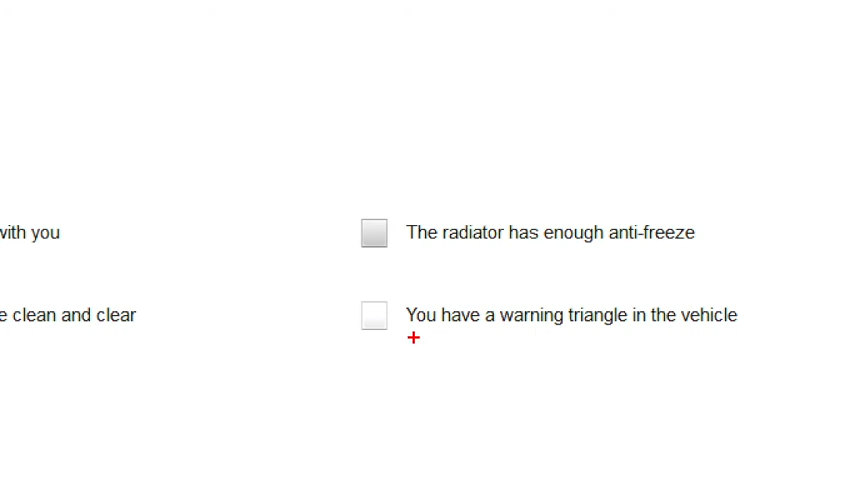 with you
The radiator has enough anti-freeze
e clean and clear
You have a warning triangle in the vehicle